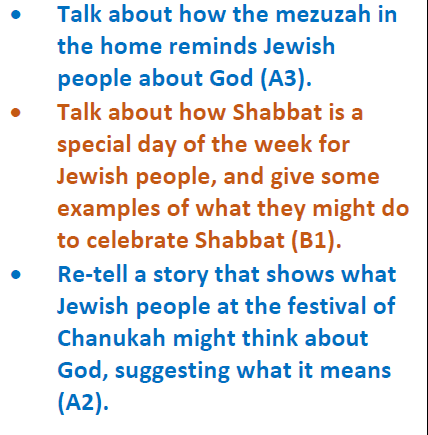 • Talk about how the mezuzah in
the home reminds Jewish
people about God (A3).
• Talk about how Shabbat is a
special day of the week for
Jewish people, and give some
examples of what they might do
to celebrate Shabbat (B1).
• Re-tell a story that shows what
Jewish people at the festival of
Chanukah might think about
God, suggesting what it means
(A2).